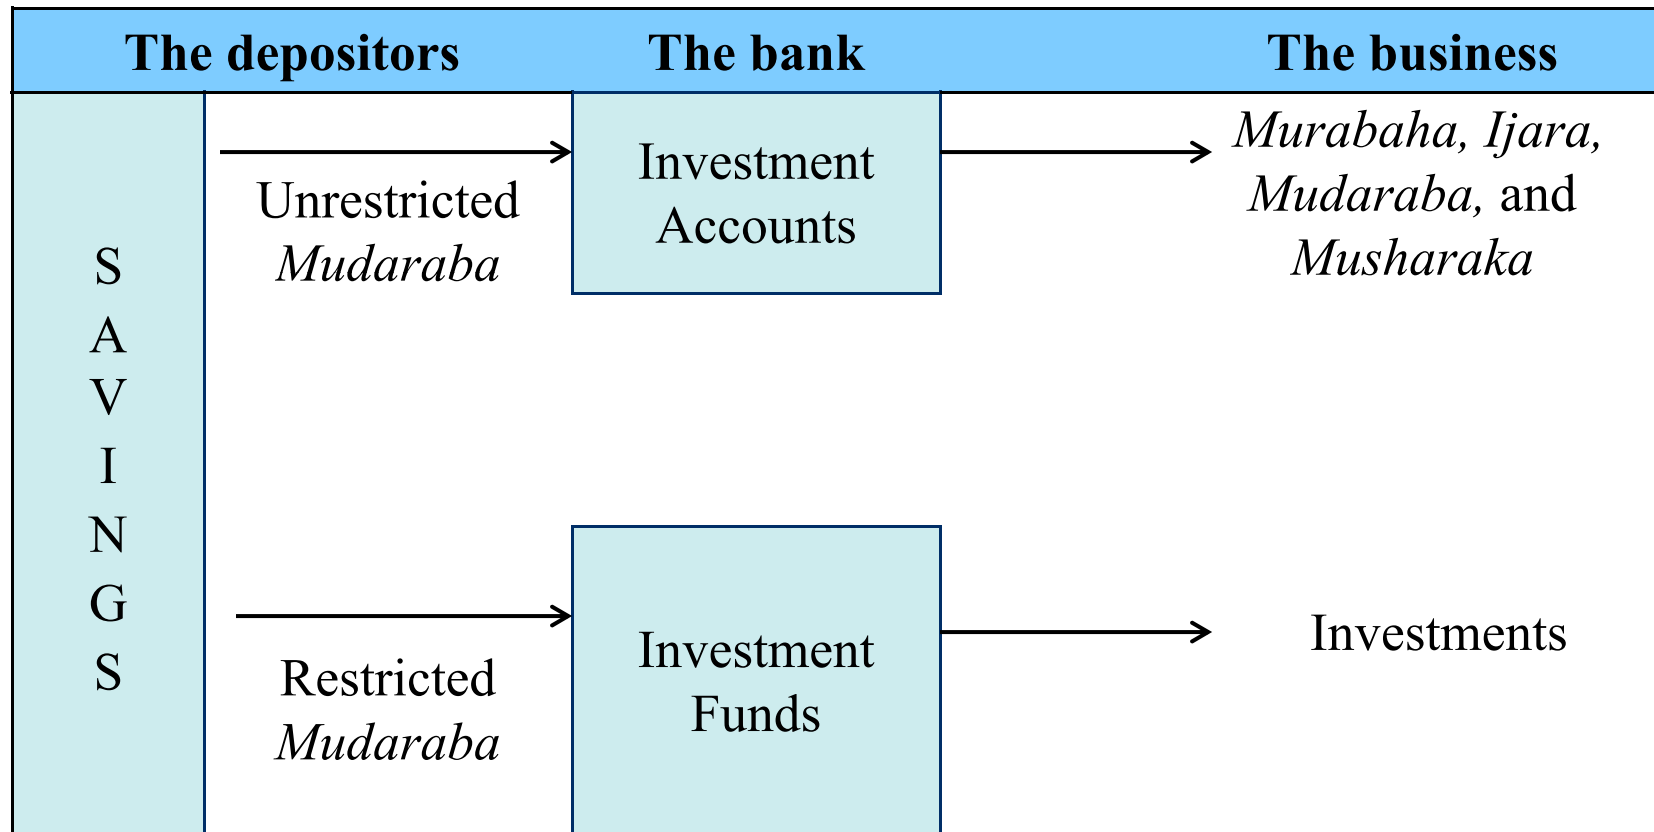 The depositors The bank The business
S
A
V
I
N
G
S
Unrestricted
Mudaraba
Investment
Accounts
Murabaha, Ijara,
Mudaraba, and
Musharaka
Restricted
Mudaraba
Investment
Funds
Investments